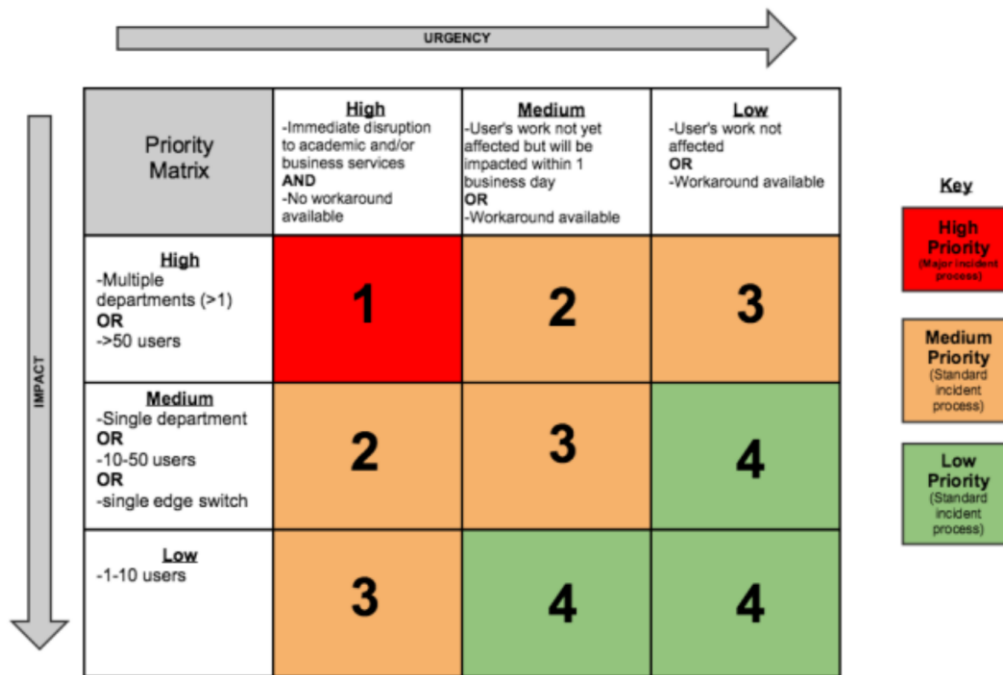 URGENCY
IMPACT
Priority
Matrix
High
-Immediate disruption
to academic and/or
business services
AND
-No workaround
available
Medium
-User's work not yet
affected but will be
impacted within 1
business day
OR
-Workaround available
Low
-User's work not
affected
OR
-Workaround available
High
-Multiple
departments (>1)
OR
->50 users
1
2
3
Medium
-Single department
OR
-10-50 users
OR
-single edge switch
2
3
4
Low
-1-10 users
3
4
4
Key
High
Priority
(Major incident
process)
Medium
Priority
(Standard
incident
process)
Low
Priority
(Standard
incident
process)